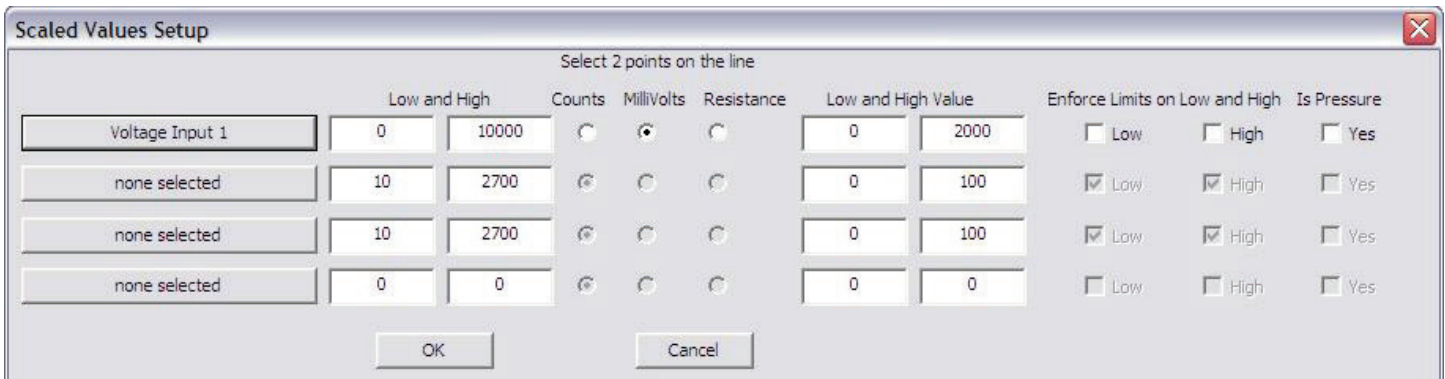 Scaled Values Setup
Select 2 points on the line
Low and High Counts MilliVolts Resistance Low and High Value Enforce Limits on Low and High Is Pressure
Voltage Input 1 0 10000 0 2000 Low High Yes
none selected 10 2700 0 100 Low High Yes
none selected 10 2700 0 100 Low High Yes
none selected 0 0 0 0 Low High Yes
OK Cancel